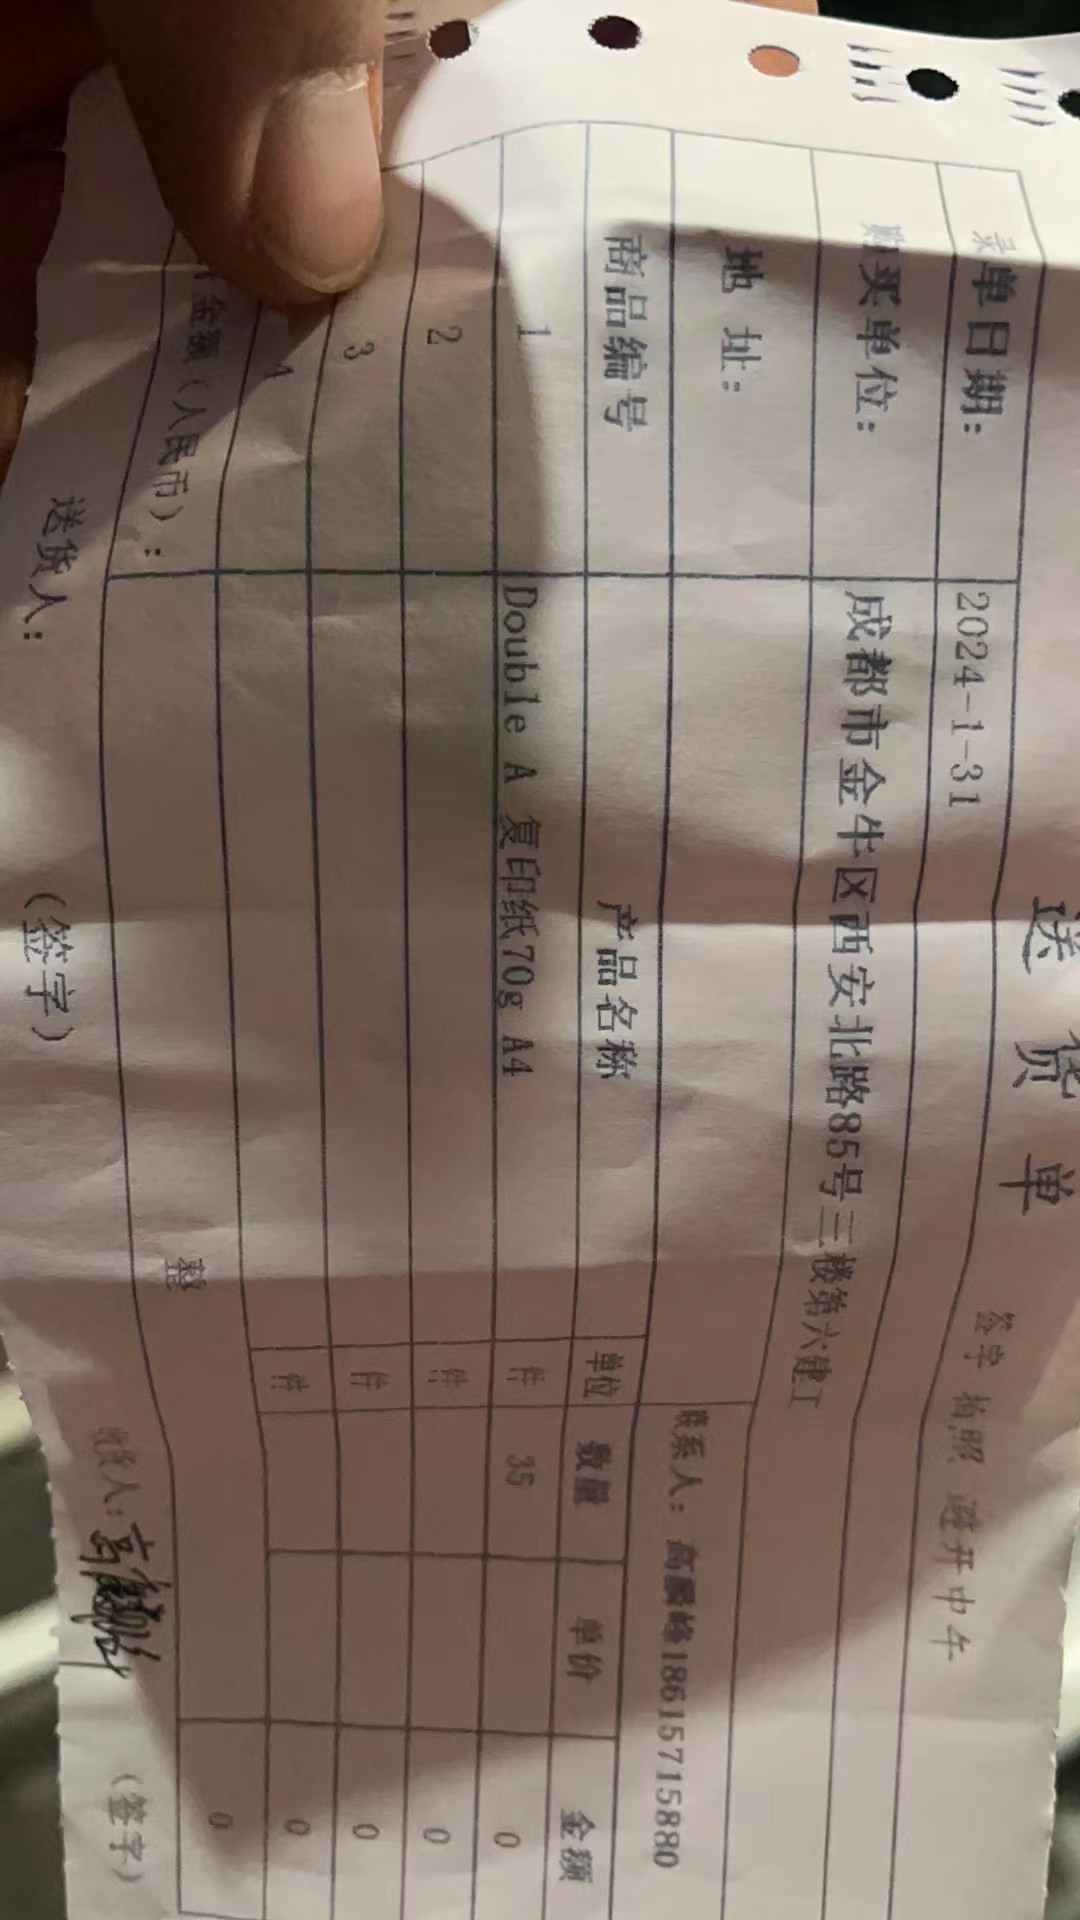 送 货 单
签字 拍照 避开中午
录单日期: 2024-1-31
购买单位: 成都市金牛区西安北路85号三楼第六建工
地 址: 联系人: 高麟峰18615715880
商品编号 产品名称 单位 数量 单价 金额
1 Double A 复印纸70g A4 件 35 0
2 件 0
3 件 0
4 件 0
金额(人民币): 整 0
送货人: (签字) 收货人: (签字)